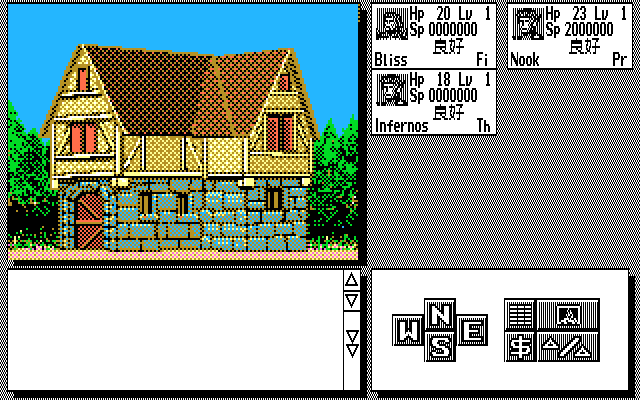 Hp 20 Lv 1
Sp 0000000
良好
Bliss Fi
Hp 23 Lv 1
Sp 2000000
良好
Nook Pr
Hp 18 Lv 1
Sp 0000000
良好
Infernos Th
N
W E
S
$